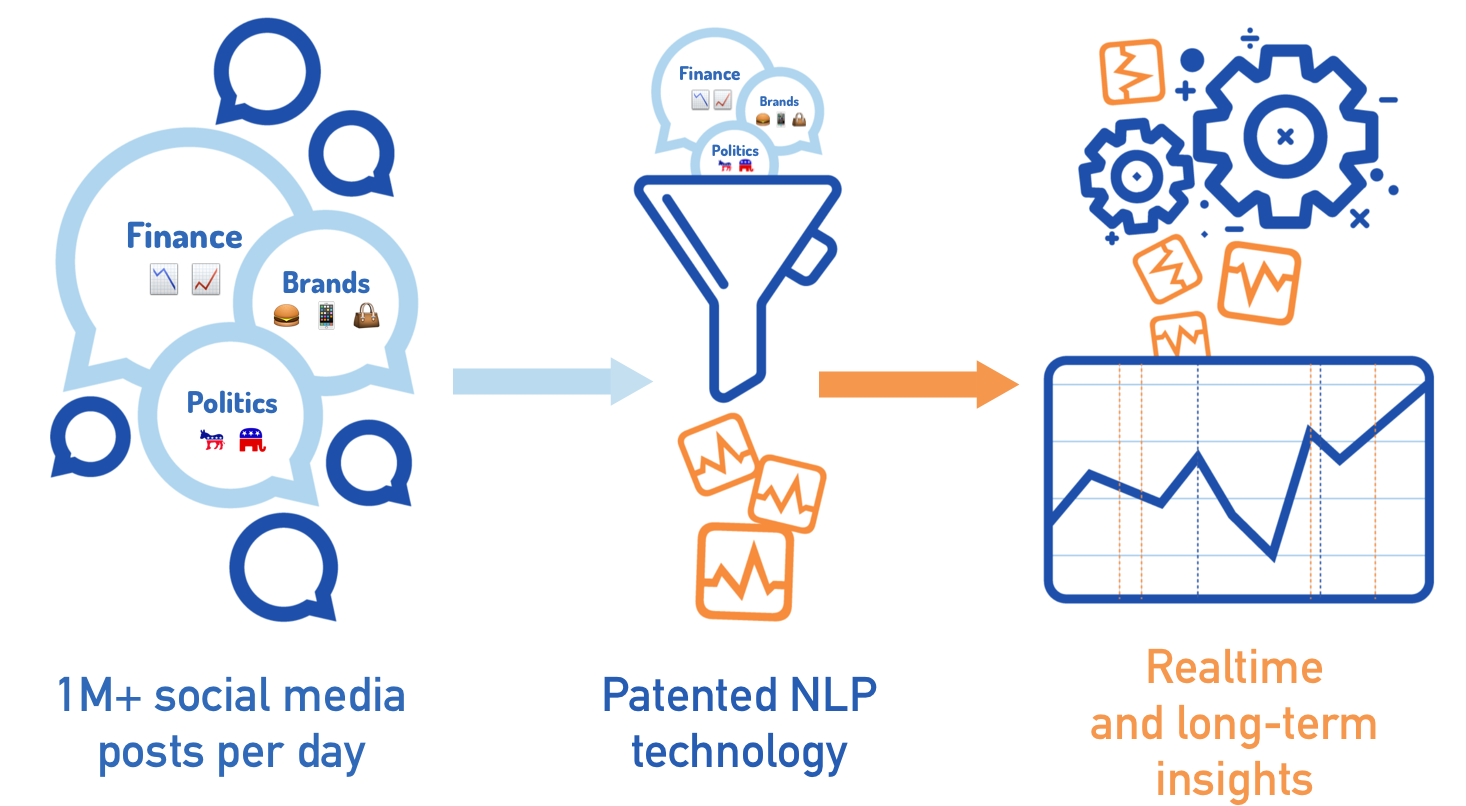 Finance
Brands
Politics
1M+ social media
posts per day
Finance
Brands
Politics
Patented NLP
technology
Realtime
and long-term
insights